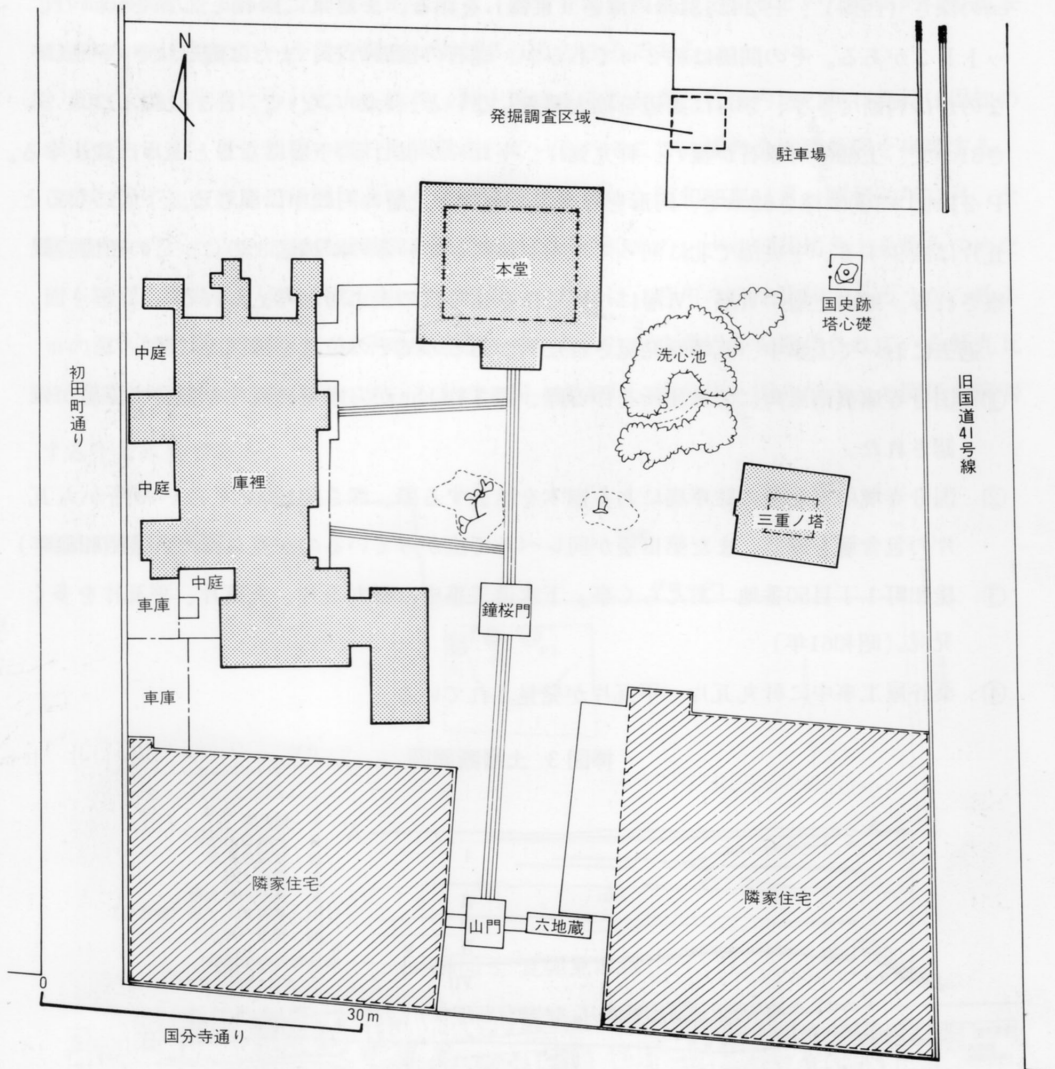 N
発掘調査区域
駐車場
本堂
国史跡
塔心礎
中庭
洗心池
初田町通り
旧国道41号線
中庭
庫裡
三重ノ塔
中庭
車庫
鐘桜門
車庫
隣家住宅
隣家住宅
山門
六地蔵
0
30m
国分寺通り